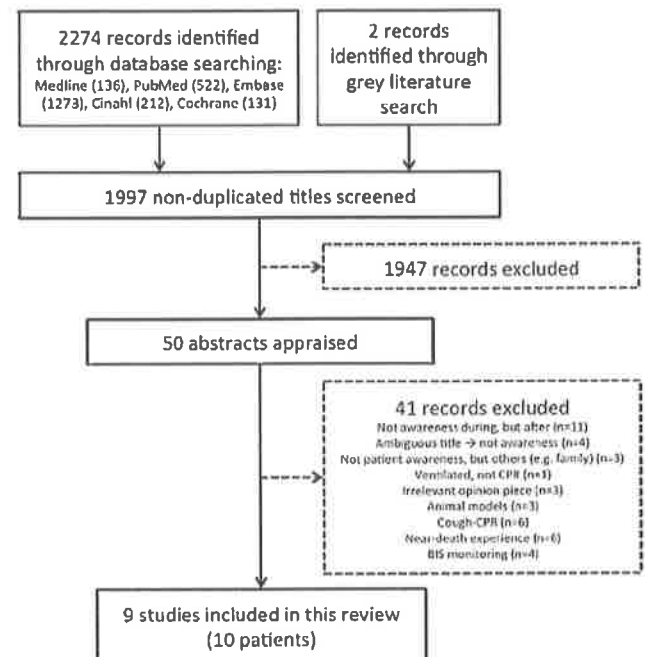 2274 records identified
through database searching:
Medline (136), PubMed (522), Embase
(1273), Cinahl (212), Cochrane (131)
2 records
identified through
grey literature
search
1997 non-duplicated titles screened
1947 records excluded
50 abstracts appraised
41 records excluded
Not awareness during, but after (n=11)
Ambiguous title → not awareness (n=4)
Not patient awareness, but others (e.g. family) (n=3)
Ventilated, not CPR (n=1)
Irrelevant opinion piece (n=3)
Animal models (n=3)
Cough-CPR (n=6)
Near-death experience (n=6)
BIS monitoring (n=4)
9 studies included in this review
(10 patients)